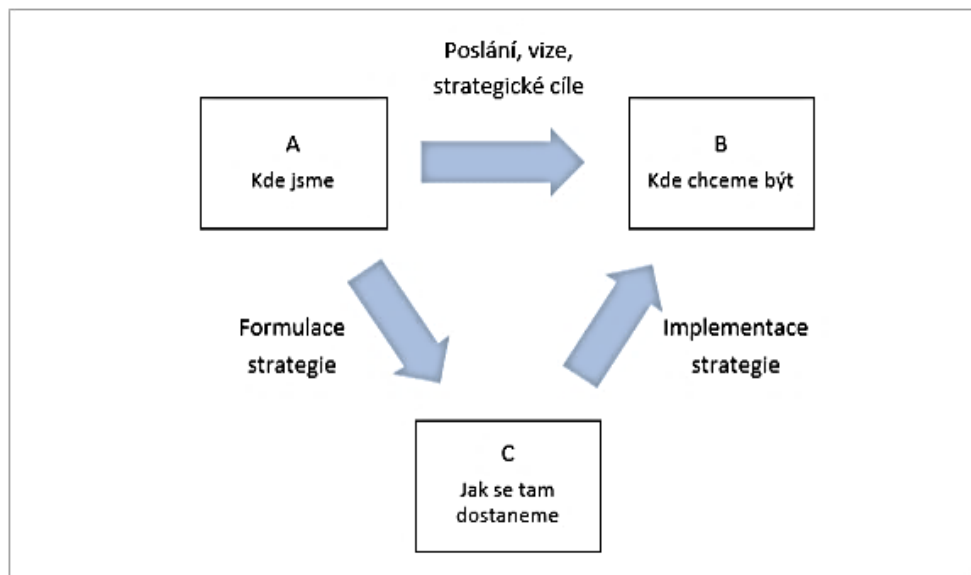 Poslání, vize,
strategické cíle
A
Kde jsme
B
Kde chceme být
Formulace
strategie
Implementace
strategie
C
Jak se tam
dostaneme